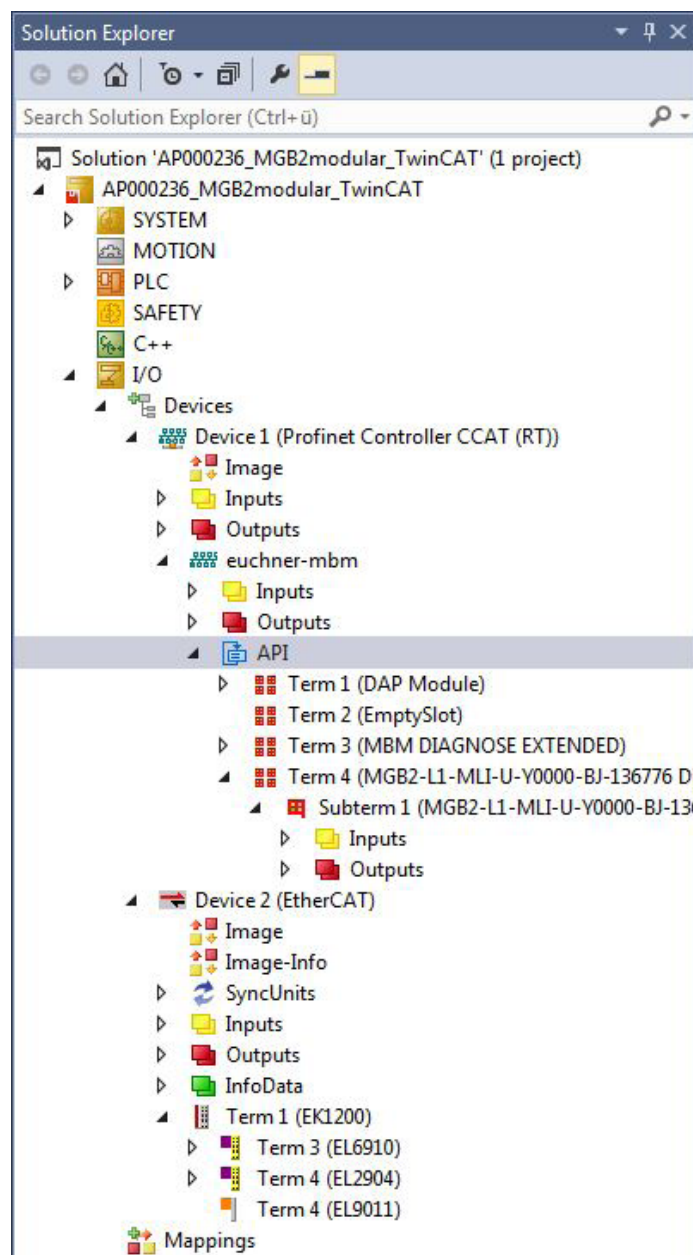 Solution Explorer
Search Solution Explorer (Ctrl+ü)
Solution 'AP000236_MGB2modular_TwinCAT' (1 project)
AP000236_MGB2modular_TwinCAT
SYSTEM
MOTION
PLC
SAFETY
C++
I/O
Devices
Device 1 (Profinet Controller CCAT (RT))
Image
Inputs
Outputs
euchner-mbm
Inputs
Outputs
API
Term 1 (DAP Module)
Term 2 (EmptySlot)
Term 3 (MBM DIAGNOSE EXTENDED)
Term 4 (MGB2-L1-MLI-U-Y0000-BJ-136776 D
Subterm 1 (MGB2-L1-MLI-U-Y0000-BJ-13
Inputs
Outputs
Device 2 (EtherCAT)
Image
Image-Info
SyncUnits
Inputs
Outputs
InfoData
Term 1 (EK1200)
Term 3 (EL6910)
Term 4 (EL2904)
Term 4 (EL9011)
Mappings